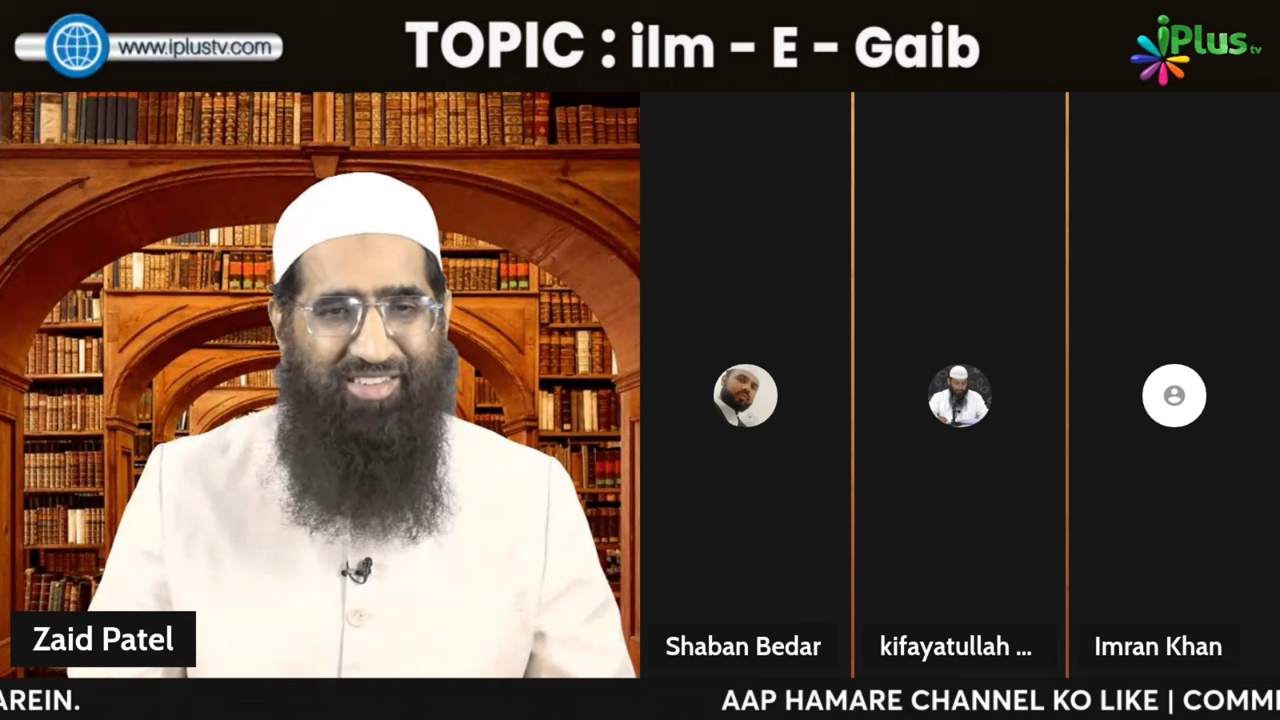 www.iplustv.com
TOPIC : ilm - E - Gaib
iPlus tv
Zaid Patel
Shaban Bedar
kifayatullah ...
Imran Khan
AREIN.
AAP HAMARE CHANNEL KO LIKE | COMM